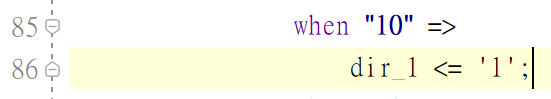 85 when "10" =>
86 dir_1 <= '1';